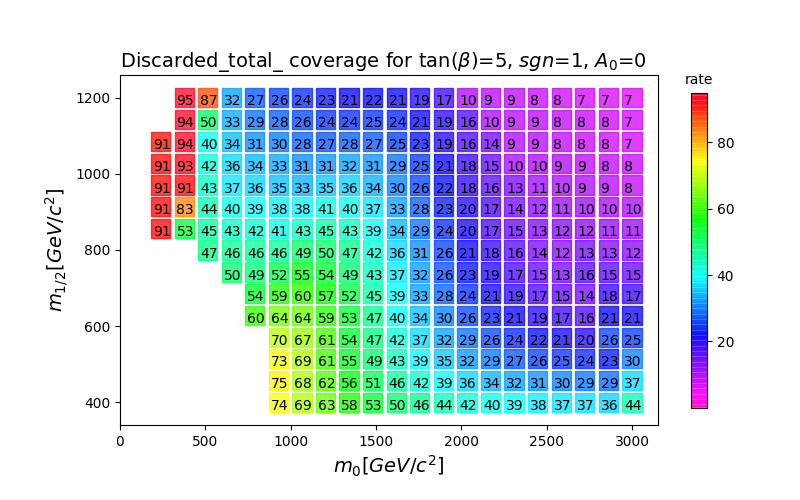 Discarded_total_ coverage for tan(β)=5, sgn=1, A₀=0
rate
1200 95 87 32 27 26 24 23 21 22 21 19 17 10 9 9 8 8 7 7 7
94 50 33 29 28 26 24 24 25 24 21 19 16 10 9 9 8 8 8 7
91 94 40 34 31 30 28 27 28 27 25 23 19 16 14 9 9 8 8 8 7
1000 91 93 42 36 34 33 31 31 32 31 29 25 21 18 15 10 10 9 9 8 8
91 91 43 37 36 35 33 35 36 34 30 26 22 18 16 13 11 10 9 9 8
91 83 44 40 39 38 38 41 40 37 33 28 23 20 17 14 12 11 10 10 10
91 53 45 43 42 41 43 45 43 39 34 29 24 20 17 15 13 12 12 11 11
800 47 46 46 46 49 50 47 42 36 31 26 21 18 16 14 12 13 13 12
50 49 52 55 54 49 43 37 32 26 23 19 17 15 13 16 15 15
54 59 60 57 52 45 39 33 28 24 21 19 17 15 14 18 17
600 60 64 64 59 53 47 40 34 30 26 23 21 19 17 16 21 21
70 67 61 54 47 42 37 32 29 26 24 22 21 20 26 25
73 69 61 55 49 43 39 35 32 29 27 26 25 24 23 30
75 68 62 56 51 46 42 39 36 34 32 31 30 29 29 37
400 74 69 63 58 53 50 46 44 42 40 39 38 37 37 36 44
0 500 1000 1500 2000 2500 3000
m₀[GeV/c²]
m₁/₂[GeV/c²]
80
60
40
20